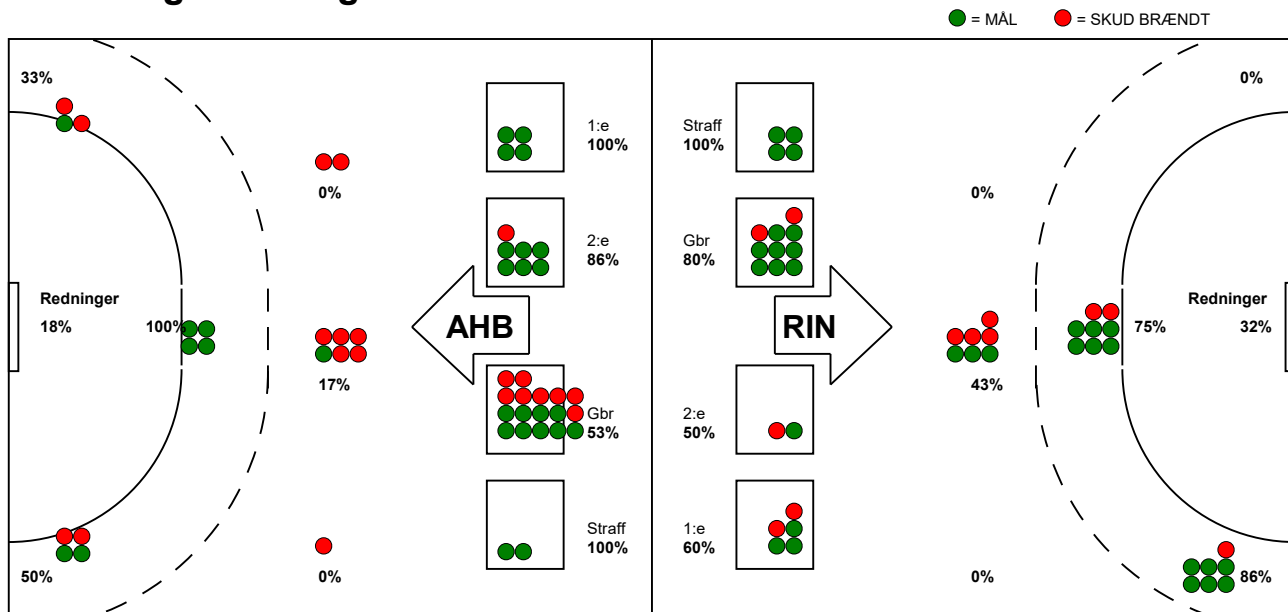 = MÅL = SKUD BRÆNDT
33%
0%
1:e
100%
Straff
100%
0%
0%
2:e
86%
Gbr
80%
Redninger
18%
100%
AHB
RIN
75%
Redninger
32%
17%
43%
Gbr
53%
2:e
50%
Straff
100%
1:e
60%
50%
0%
0%
86%